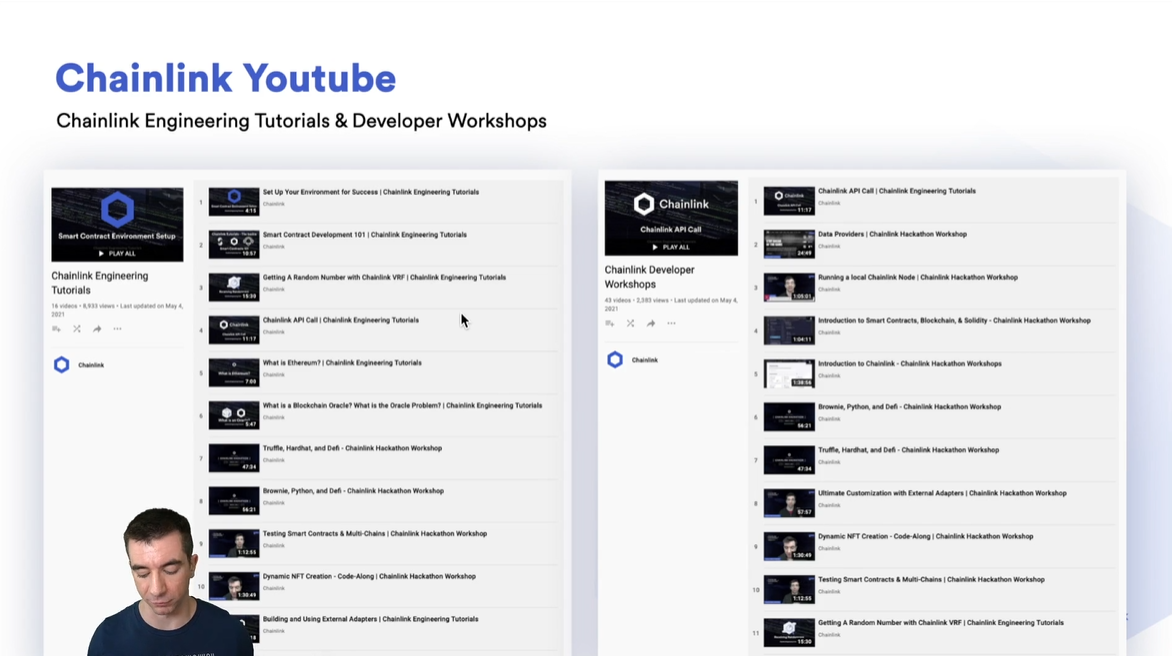 Chainlink Youtube
Chainlink Engineering Tutorials & Developer Workshops
Smart Contract Environment Setup
PLAY ALL
Chainlink Engineering
Tutorials
16 videos • 8,933 views • Last updated on May 4,
2021
Chainlink
1
4:15
Set Up Your Environment for Success | Chainlink Engineering Tutorials
Chainlink
2
10:57
Smart Contract Development 101 | Chainlink Engineering Tutorials
Chainlink
3
15:30
Getting A Random Number with Chainlink VRF | Chainlink Engineering Tutorials
Chainlink
4
Chainlink
11:17
Chainlink API Call | Chainlink Engineering Tutorials
Chainlink
5
What is Ethereum?
7:00
What is Ethereum? | Chainlink Engineering Tutorials
Chainlink
6
5:47
What is a Blockchain Oracle? What is the Oracle Problem? | Chainlink Engineering Tutorials
Chainlink
7
47:34
Truffle, Hardhat, and Defi - Chainlink Hackathon Workshop
Chainlink
8
56:21
Brownie, Python, and Defi - Chainlink Hackathon Workshop
Chainlink
9
1:12:55
Testing Smart Contracts & Multi-Chains | Chainlink Hackathon Workshop
Chainlink
10
1:30:49
Dynamic NFT Creation - Code-Along | Chainlink Hackathon Workshop
Chainlink
Building and Using External Adapters | Chainlink Engineering Tutorials
Chainlink
Chainlink
Chainlink API Call
PLAY ALL
Chainlink Developer
Workshops
43 videos • 2,383 views • Last updated on May 4,
2021
Chainlink
1
Chainlink
11:17
Chainlink API Call | Chainlink Engineering Tutorials
Chainlink
2
24:49
Data Providers | Chainlink Hackathon Workshop
Chainlink
3
1:05:01
Running a local Chainlink Node | Chainlink Hackathon Workshop
Chainlink
4
1:04:11
Introduction to Smart Contracts, Blockchain, & Solidity - Chainlink Hackathon Workshop
Chainlink
5
Introduction to Chainlink - Chainlink Hackathon Workshops
Chainlink
6
56:21
Brownie, Python, and Defi - Chainlink Hackathon Workshop
Chainlink
7
47:34
Truffle, Hardhat, and Defi - Chainlink Hackathon Workshop
Chainlink
8
57:57
Ultimate Customization with External Adapters | Chainlink Hackathon Workshop
Chainlink
9
1:30:49
Dynamic NFT Creation - Code-Along | Chainlink Hackathon Workshop
Chainlink
10
1:12:55
Testing Smart Contracts & Multi-Chains | Chainlink Hackathon Workshop
Chainlink
11
15:30
Getting A Random Number with Chainlink VRF | Chainlink Engineering Tutorials
Chainlink